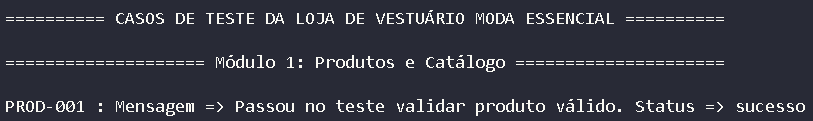 ========== CASOS DE TESTE DA LOJA DE VESTUÁRIO MODA ESSENCIAL ==========
==================== Módulo 1: Produtos e Catálogo =====================
PROD-001 : Mensagem => Passou no teste validar produto válido. Status => sucesso